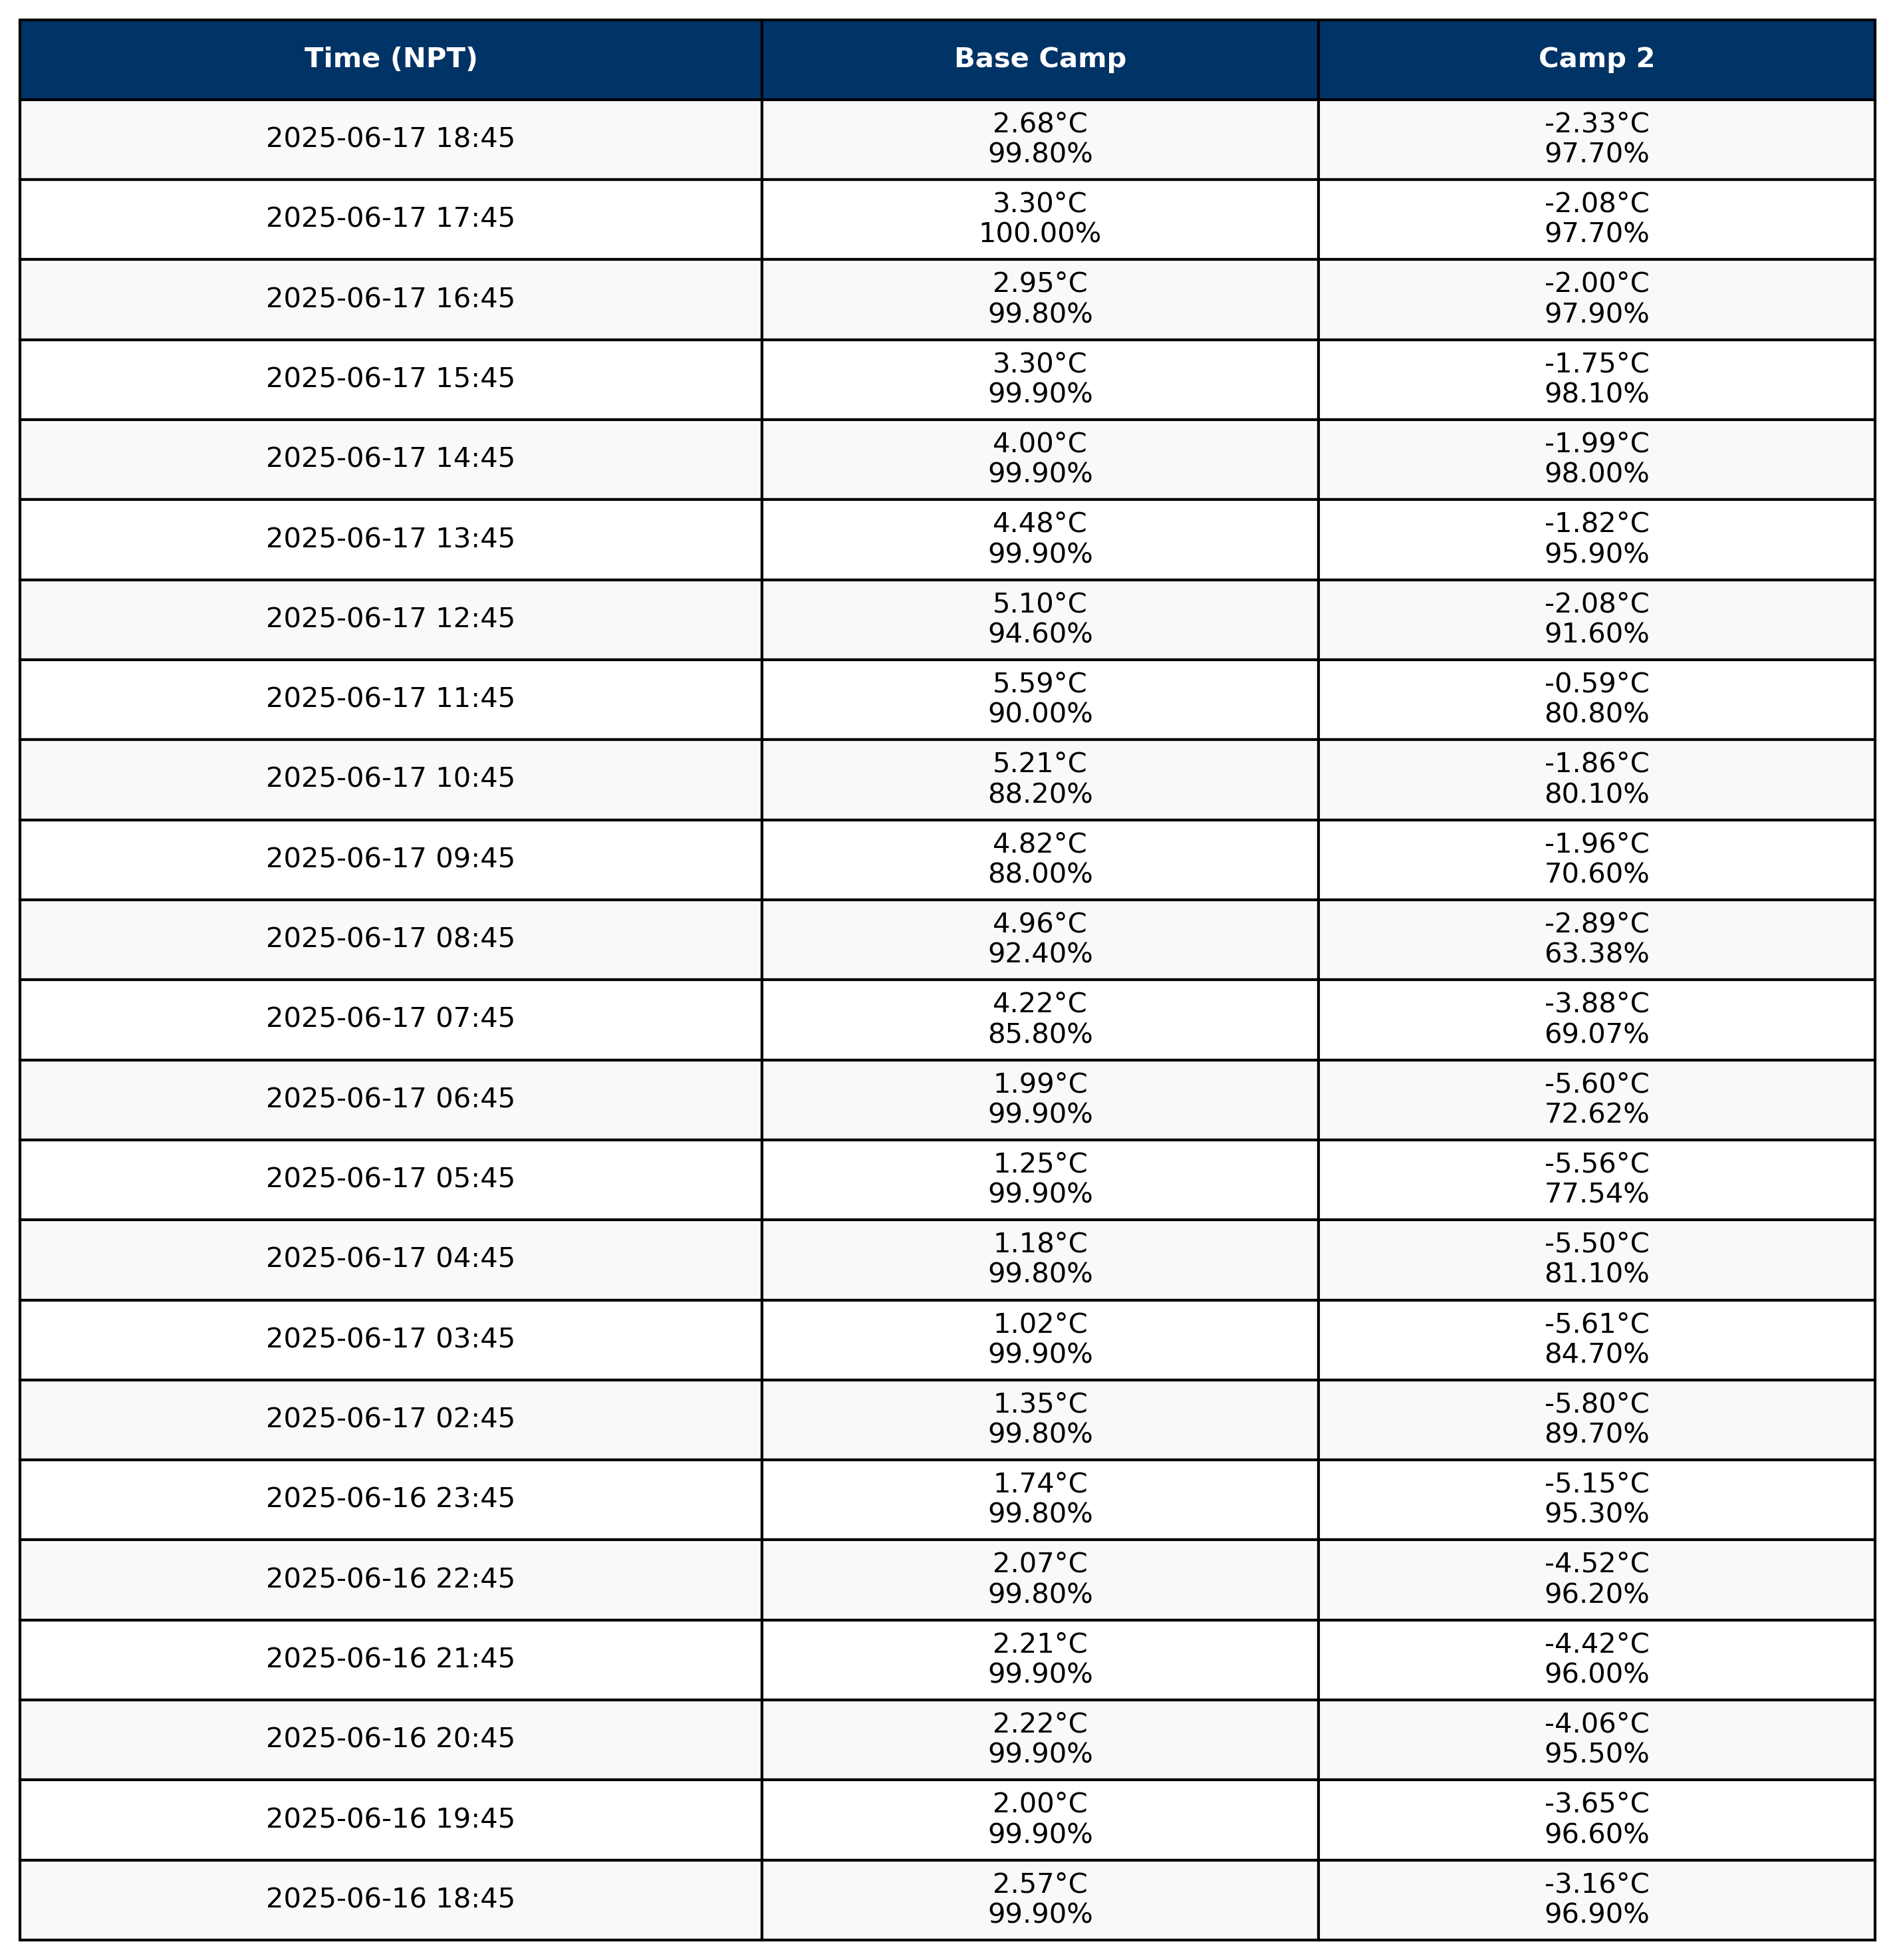 Time (NPT) Base Camp Camp 2
2025-06-17 18:45 2.68°C -2.33°C
99.80% 97.70%
2025-06-17 17:45 3.30°C -2.08°C
100.00% 97.70%
2025-06-17 16:45 2.95°C -2.00°C
99.80% 97.90%
2025-06-17 15:45 3.30°C -1.75°C
99.90% 98.10%
2025-06-17 14:45 4.00°C -1.99°C
99.90% 98.00%
2025-06-17 13:45 4.48°C -1.82°C
99.90% 95.90%
2025-06-17 12:45 5.10°C -2.08°C
94.60% 91.60%
2025-06-17 11:45 5.59°C -0.59°C
90.00% 80.80%
2025-06-17 10:45 5.21°C -1.86°C
88.20% 80.10%
2025-06-17 09:45 4.82°C -1.96°C
88.00% 70.60%
2025-06-17 08:45 4.96°C -2.89°C
92.40% 63.38%
2025-06-17 07:45 4.22°C -3.88°C
85.80% 69.07%
2025-06-17 06:45 1.99°C -5.60°C
99.90% 72.62%
2025-06-17 05:45 1.25°C -5.56°C
99.90% 77.54%
2025-06-17 04:45 1.18°C -5.50°C
99.80% 81.10%
2025-06-17 03:45 1.02°C -5.61°C
99.90% 84.70%
2025-06-17 02:45 1.35°C -5.80°C
99.80% 89.70%
2025-06-16 23:45 1.74°C -5.15°C
99.80% 95.30%
2025-06-16 22:45 2.07°C -4.52°C
99.80% 96.20%
2025-06-16 21:45 2.21°C -4.42°C
99.90% 96.00%
2025-06-16 20:45 2.22°C -4.06°C
99.90% 95.50%
2025-06-16 19:45 2.00°C -3.65°C
99.90% 96.60%
2025-06-16 18:45 2.57°C -3.16°C
99.90% 96.90%